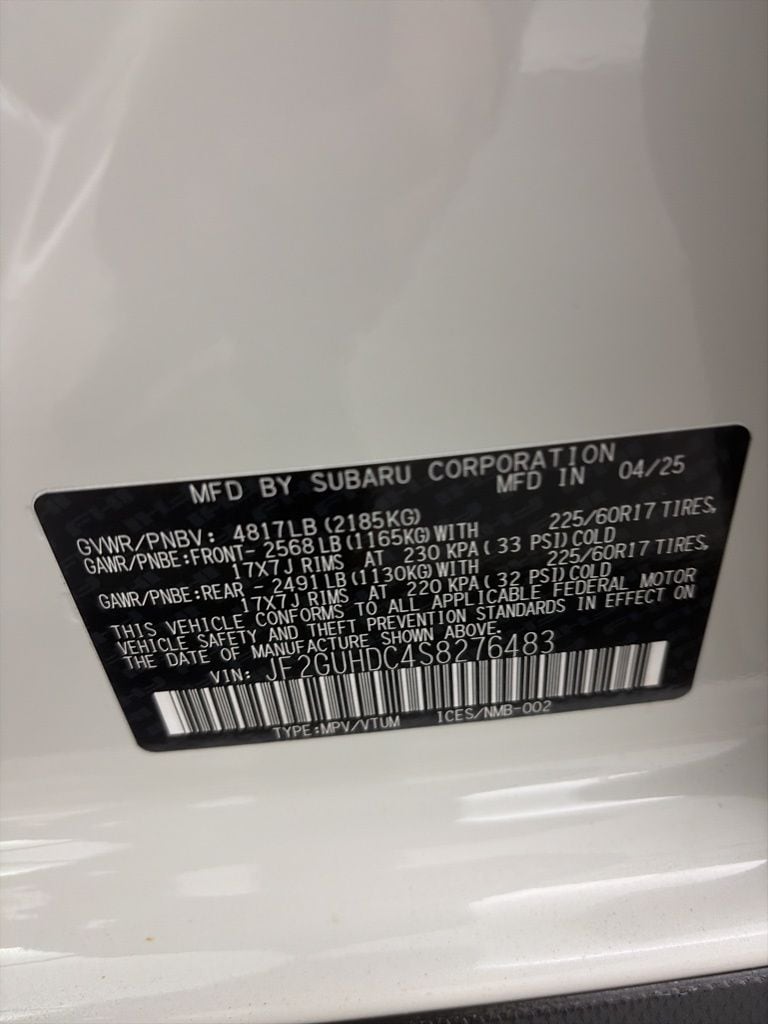 MFD BY SUBARU CORPORATION
MFD IN 04/25
GVWR/PNBV: 4817LB (2185KG)
GAWR/PNBE:FRONT- 2568LB(1165KG)WITH 225/60R17 TIRES,
17X7J RIMS AT 230 KPA( 33 PSI)COLD
GAWR/PNBE:REAR - 2491LB(1130KG)WITH 225/60R17 TIRES,
17X7J RIMS AT 220 KPA( 32 PSI)COLD
THIS VEHICLE CONFORMS TO ALL APPLICABLE FEDERAL MOTOR
VEHICLE SAFETY AND THEFT PREVENTION STANDARDS IN EFFECT ON
THE DATE OF MANUFACTURE SHOWN ABOVE.
VIN: JF2GUHDC4S8276483
TYPE:MPV/VTUM ICES/NMB-002